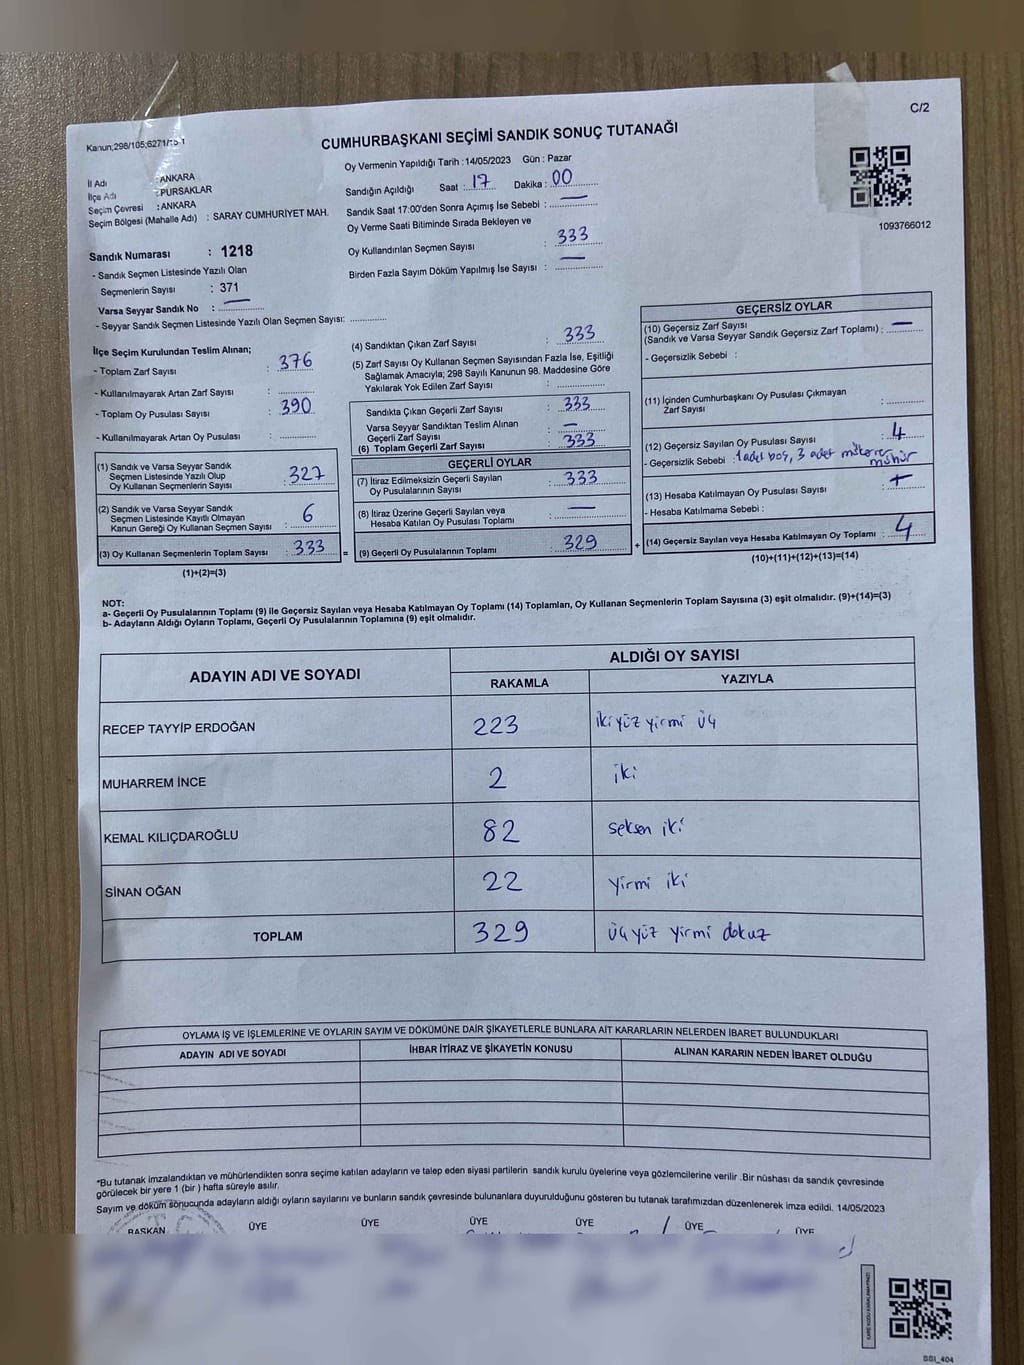 C/2
Kanun;298/105;6271/15-1
CUMHURBAŞKANI SEÇİMİ SANDIK SONUÇ TUTANAĞI
Oy Vermenin Yapıldığı Tarih : 14/05/2023 Gün : Pazar
İl Adı : ANKARA
İlçe Adı : PURSAKLAR
Seçim Çevresi : ANKARA
Seçim Bölgesi (Mahalle Adı) : SARAY CUMHURİYET MAH.
Sandığın Açıldığı Saat : 17 Dakika : 00
Sandık Saat 17:00'den Sonra Açımış İse Sebebi : —
Oy Verme Saati Bitiminde Sırada Bekleyen ve
Oy Kullandırılan Seçmen Sayısı : 333
Birden Fazla Sayım Döküm Yapılmış İse Sayısı : —
1093766012
Sandık Numarası : 1218
- Sandık Seçmen Listesinde Yazılı Olan
Seçmenlerin Sayısı : 371
Varsa Seyyar Sandık No : —
- Seyyar Sandık Seçmen Listesinde Yazılı Olan Seçmen Sayısı:
İlçe Seçim Kurulundan Teslim Alınan;
- Toplam Zarf Sayısı : 376
- Kullanılmayarak Artan Zarf Sayısı :
- Toplam Oy Pusulası Sayısı : 390
- Kullanılmayarak Artan Oy Pusulası :
(1) Sandık ve Varsa Seyyar Sandık
Seçmen Listesinde Yazılı Olup
Oy Kullanan Seçmenlerin Sayısı : 327
(2) Sandık ve Varsa Seyyar Sandık
Seçmen Listesinde Kayıtlı Olmayan
Kanun Gereği Oy Kullanan Seçmen Sayısı : 6
(3) Oy Kullanan Seçmenlerin Toplam Sayısı : 333 =
(1)+(2)=(3)
(4) Sandıktan Çıkan Zarf Sayısı : 333
(5) Zarf Sayısı Oy Kullanan Seçmen Sayısından Fazla İse, Eşitliği
Sağlamak Amacıyla; 298 Sayılı Kanunun 98. Maddesine Göre
Yakılarak Yok Edilen Zarf Sayısı :
Sandıkta Çıkan Geçerli Zarf Sayısı : 333
Varsa Seyyar Sandıktan Teslim Alınan
Geçerli Zarf Sayısı : —
(6) Toplam Geçerli Zarf Sayısı : 333
GEÇERLİ OYLAR
(7) İtiraz Edilmeksizin Geçerli Sayılan
Oy Pusulalarının Sayısı : 333
(8) İtiraz Üzerine Geçerli Sayılan veya
Hesaba Katılan Oy Pusulası Toplamı : —
(9) Geçerli Oy Pusulalarının Toplamı : 329 +
GEÇERSİZ OYLAR
(10) Geçersiz Zarf Sayısı
(Sandık ve Varsa Seyyar Sandık Geçersiz Zarf Toplamı) : —
- Geçersizlik Sebebi :
(11) İçinden Cumhurbaşkanı Oy Pusulası Çıkmayan
Zarf Sayısı :
(12) Geçersiz Sayılan Oy Pusulası Sayısı : 4
- Geçersizlik Sebebi : 1 adet boş, 3 adet mükerrer
mühür
(13) Hesaba Katılmayan Oy Pusulası Sayısı :
- Hesaba Katılmama Sebebi :
(14) Geçersiz Sayılan veya Hesaba Katılmayan Oy Toplamı : 4
(10)+(11)+(12)+(13)=(14)
NOT:
a- Geçerli Oy Pusulalarının Toplamı (9) ile Geçersiz Sayılan veya Hesaba Katılmayan Oy Toplamı (14) Toplamları, Oy Kullanan Seçmenlerin Toplam Sayısına (3) eşit olmalıdır. (9)+(14)=(3)
b- Adayların Aldığı Oyların Toplamı, Geçerli Oy Pusulalarının Toplamına (9) eşit olmalıdır.
ADAYIN ADI VE SOYADI ALDIĞI OY SAYISI
RAKAMLA YAZIYLA
RECEP TAYYİP ERDOĞAN 223 iki yüz yirmi üç
MUHARREM İNCE 2 iki
KEMAL KILIÇDAROĞLU 82 seksen iki
SİNAN OĞAN 22 yirmi iki
TOPLAM 329 üç yüz yirmi dokuz
OYLAMA İŞ VE İŞLEMLERİNE VE OYLARIN SAYIM VE DÖKÜMÜNE DAİR ŞİKAYETLERLE BUNLARA AİT KARARLARIN NELERDEN İBARET BULUNDUKLARI
ADAYIN ADI VE SOYADI İHBAR İTİRAZ VE ŞİKAYETİN KONUSU ALINAN KARARIN NEDEN İBARET OLDUĞU
*Bu tutanak imzalandıktan ve mühürlendikten sonra seçime katılan adayların ve talep eden siyasi partilerin sandık kurulu üyelerine veya gözlemcilerine verilir .Bir nüshası da sandık çevresinde
görülecek bir yere 1 (bir ) hafta süreyle asılır.
Sayım ve döküm sonucunda adayların aldığı oyların sayılarını ve bunların sandık çevresinde bulunanlara duyurulduğunu gösteren bu tutanak tarafımızdan düzenlenerek imza edildi. 14/05/2023
BAŞKAN ÜYE ÜYE ÜYE ÜYE ÜYE ÜYE
SSI_404